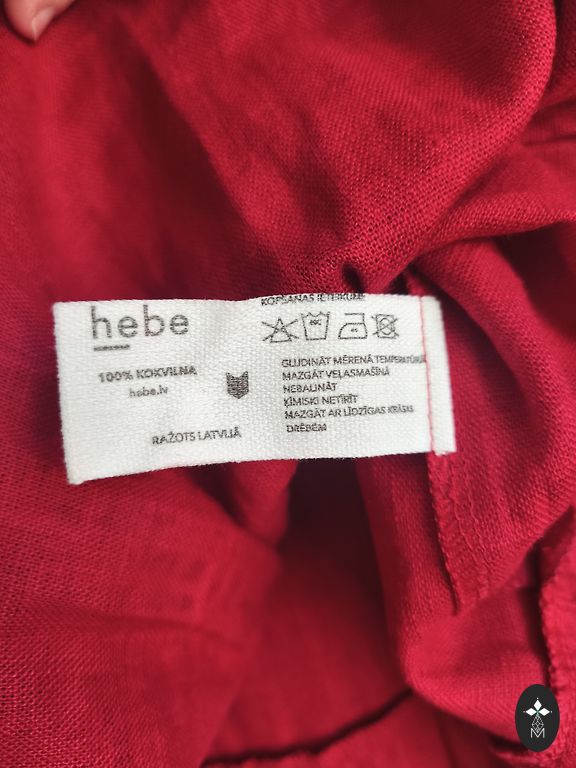 hebe
100% KOKVILNA
hebe.lv
RAŽOTS LATVIJĀ
KOPŠANAS IETEIKUMI
GLUDINĀT MĒRENĀ TEMPERATŪRĀ
MAZGĀT VEĻASMAŠĪNĀ
NEBALINĀT
ĶĪMISKI NETĪRĪT
MAZGĀT AR LĪDZĪGAS KRĀSAS
DRĒBĒM
M